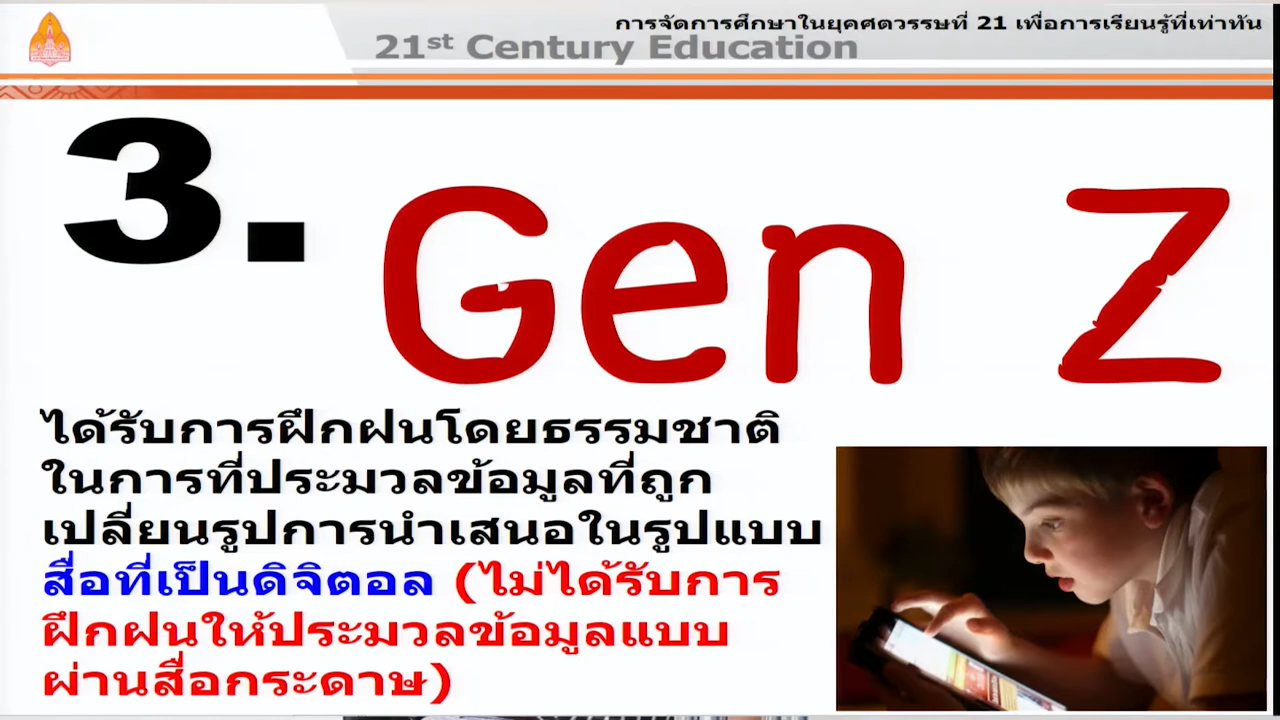 การจัดการศึกษาในยุคศตวรรษที่ 21 เพื่อการเรียนรู้ที่เท่าทัน
21st Century Education
3. Gen Z
ได้รับการฝึกฝนโดยธรรมชาติ
ในการที่ประมวลข้อมูลที่ถูก
เปลี่ยนรูปการนำเสนอในรูปแบบ
สื่อที่เป็นดิจิตอล (ไม่ได้รับการ
ฝึกฝนให้ประมวลข้อมูลแบบ
ผ่านสื่อกระดาษ)